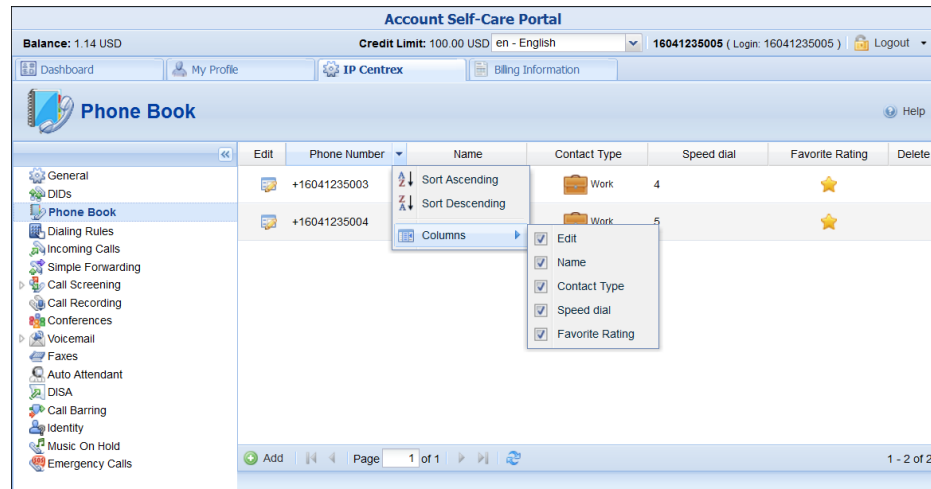 Account Self-Care Portal
Balance: 1.14 USD Credit Limit: 100.00 USD en - English 16041235005 ( Login: 16041235005 ) Logout
Dashboard My Profile IP Centrex Billing Information
Phone Book Help
Edit Phone Number Name Contact Type Speed dial Favorite Rating Delete
General
DIDs
Phone Book
Dialing Rules
Incoming Calls
Simple Forwarding
Call Screening
Call Recording
Conferences
Voicemail
Faxes
Auto Attendant
DISA
Call Barring
Identity
Music On Hold
Emergency Calls
+16041235003 Work 4
+16041235004 Work 5
Sort Ascending
Sort Descending
Columns
Edit
Name
Contact Type
Speed dial
Favorite Rating
Add Page 1 of 1 1 - 2 of 2